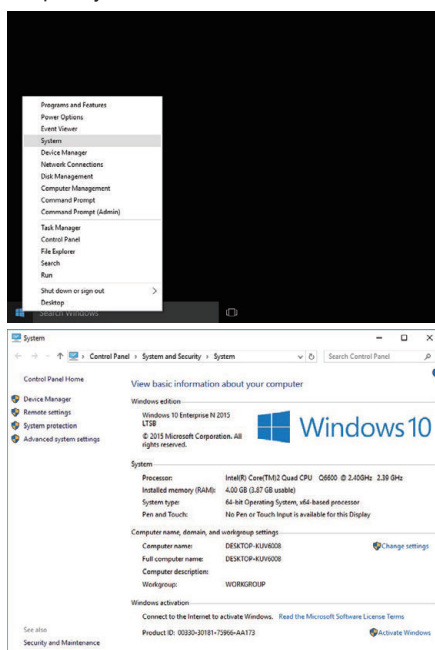 Programs and Features
Power Options
Event Viewer
System
Device Manager
Network Connections
Disk Management
Computer Management
Command Prompt
Command Prompt (Admin)
Task Manager
Control Panel
File Explorer
Search
Run
Shut down or sign out
Desktop
Search Windows
System
Control Panel › System and Security › System
Search Control Panel
Control Panel Home
Device Manager
Remote settings
System protection
Advanced system settings
View basic information about your computer
Windows edition
Windows 10 Enterprise N 2015
LTSB
© 2015 Microsoft Corporation. All
rights reserved.
Windows 10
System
Processor: Intel(R) Core(TM)2 Quad CPU Q6600 @ 2.40GHz 2.39 GHz
Installed memory (RAM): 4.00 GB (3.87 GB usable)
System type: 64-bit Operating System, x64-based processor
Pen and Touch: No Pen or Touch Input is available for this Display
Computer name, domain, and workgroup settings
Computer name: DESKTOP-KUV6008
Change settings
Full computer name: DESKTOP-KUV6008
Computer description:
Workgroup: WORKGROUP
Windows activation
Connect to the Internet to activate Windows. Read the Microsoft Software License Terms
Product ID: 00330-30181-75966-AA173
Activate Windows
See also
Security and Maintenance